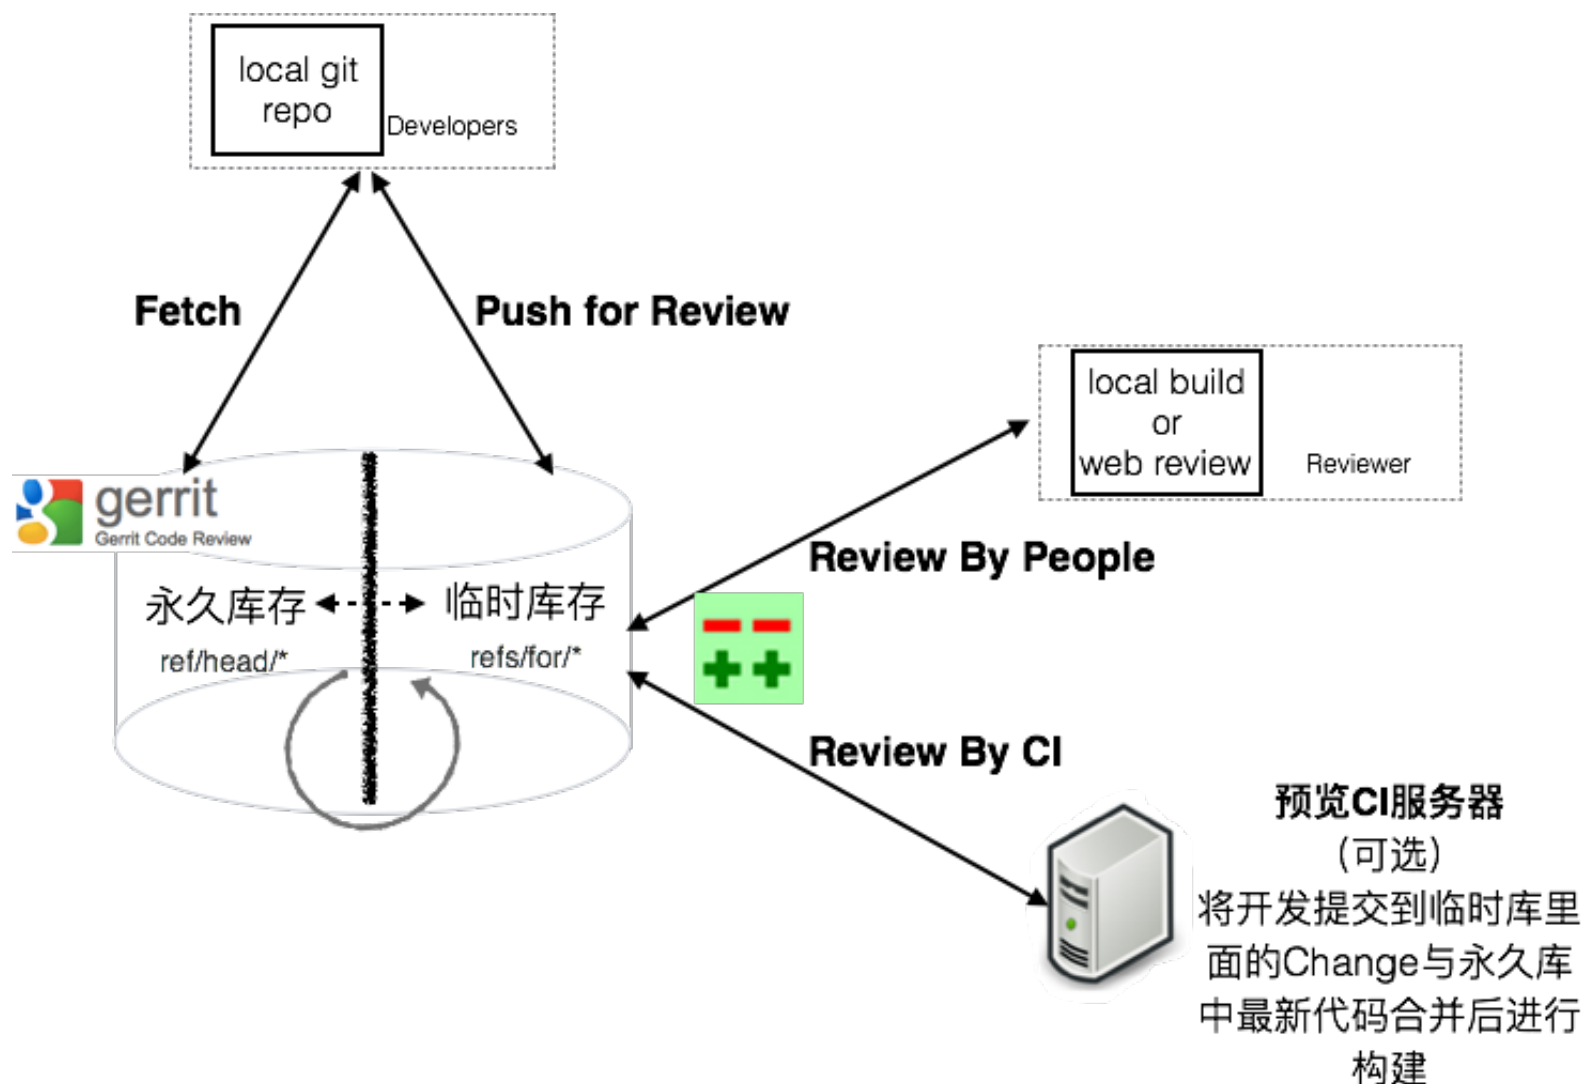 local git
repo
Developers
Fetch
Push for Review
local build
or
web review
Reviewer
gerrit
Gerrit Code Review
Review By People
永久库存
临时库存
ref/head/*
refs/for/*
Review By CI
预览CI服务器
（可选）
将开发提交到临时库里
面的Change与永久库
中最新代码合并后进行
构建